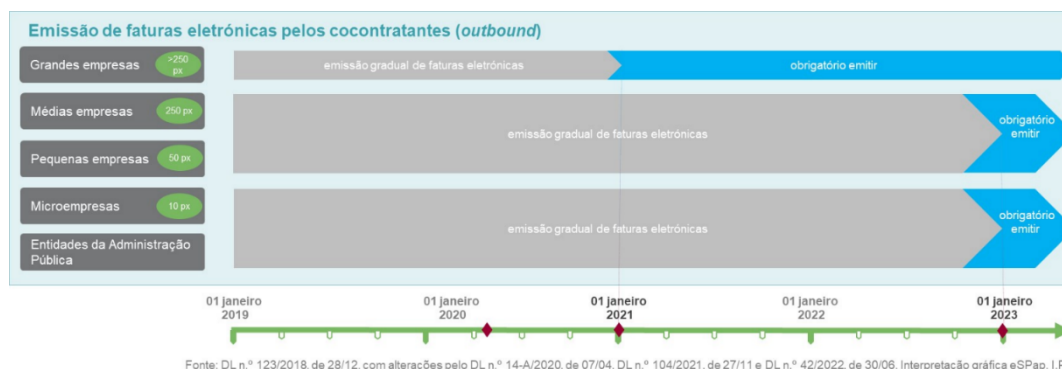 Emissão de faturas eletrónicas pelos cocontratantes (outbound)
Grandes empresas
>250
px
emissão gradual de faturas eletrónicas
obrigatório emitir
Médias empresas
250 px
Pequenas empresas
50 px
emissão gradual de faturas eletrónicas
obrigatório
emitir
Microempresas
10 px
Entidades da Administração
Pública
emissão gradual de faturas eletrónicas
obrigatório
emitir
01 janeiro
2019
01 janeiro
2020
01 janeiro
2021
01 janeiro
2022
01 janeiro
2023
Fonte: DL n.º 123/2018, de 28/12, com alterações pelo DL n.º 14-A/2020, de 07/04, DL n.º 104/2021, de 27/11 e DL n.º 42/2022, de 30/06. Interpretação gráfica eSPap, I.P